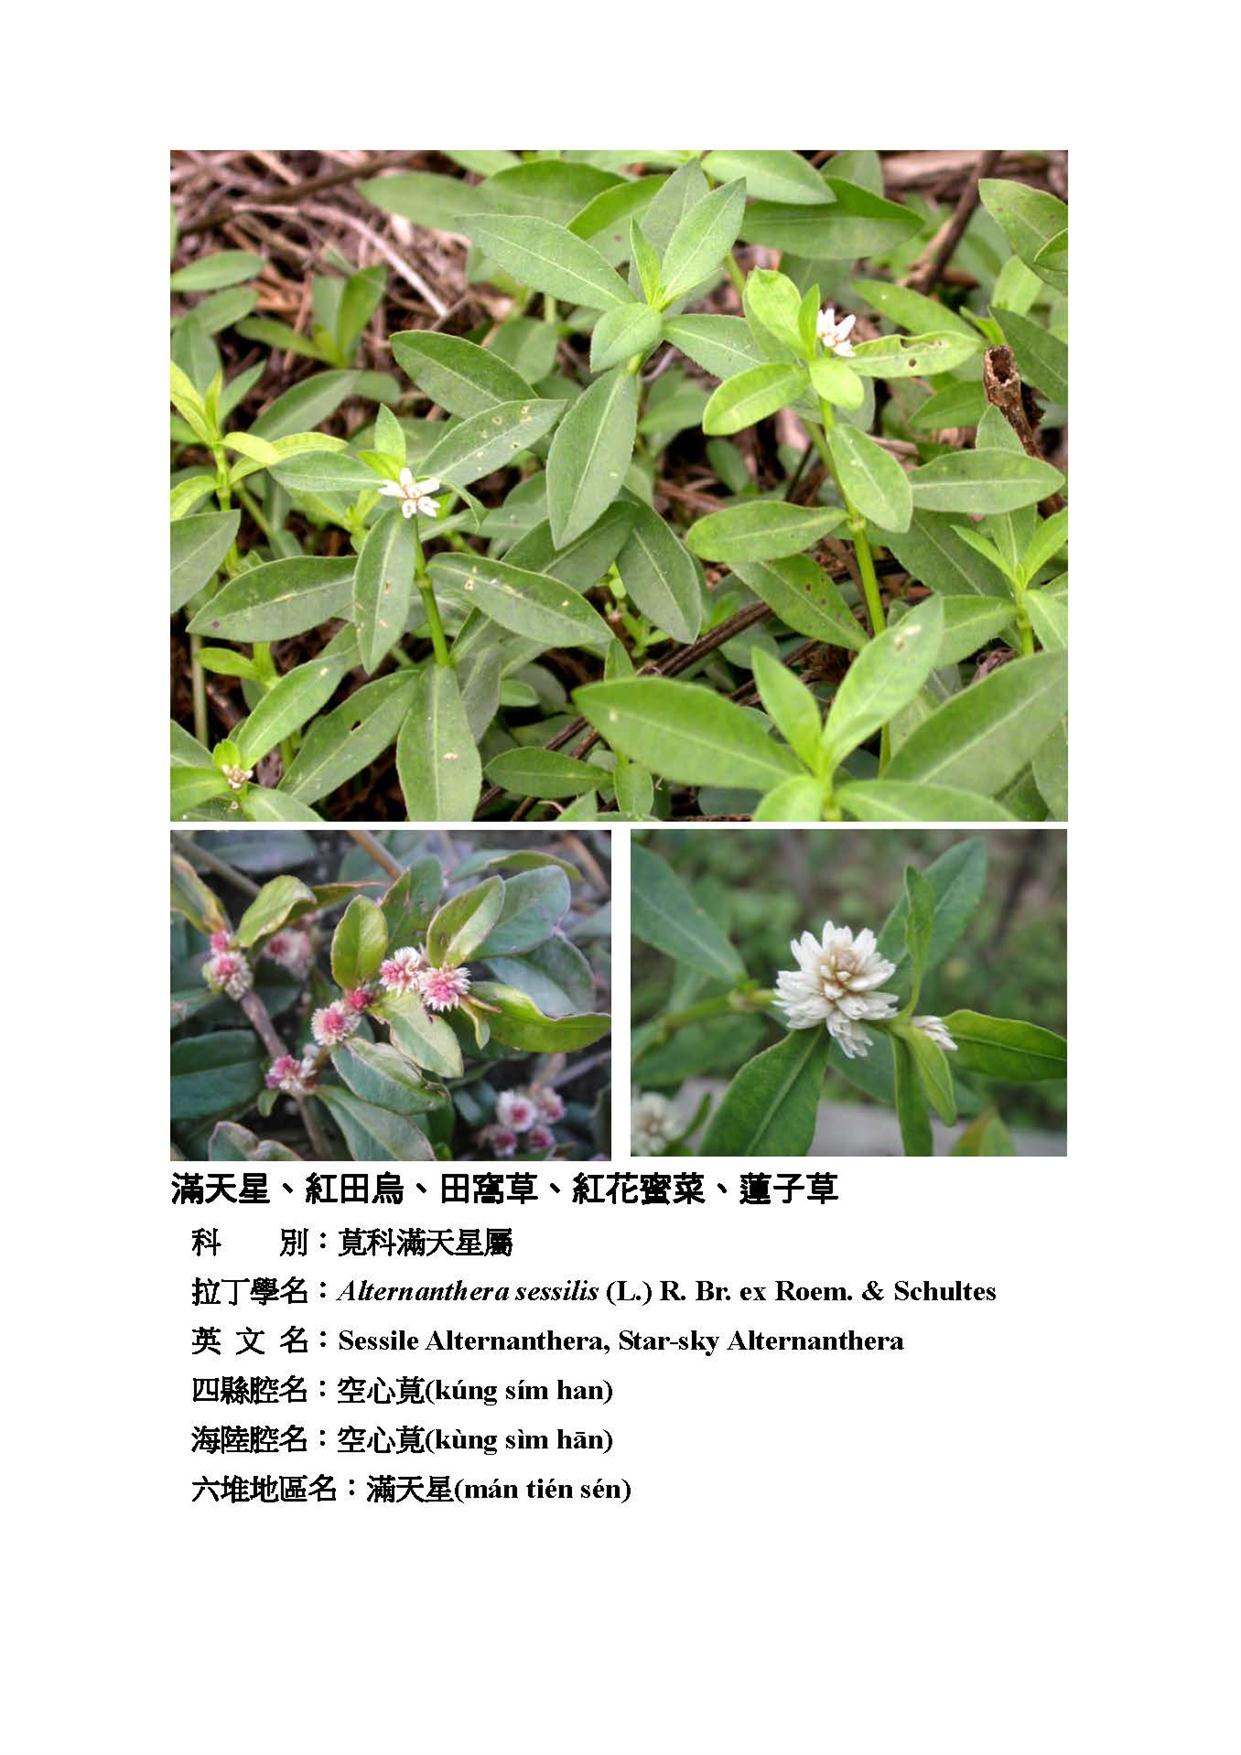 滿天星、紅田烏、田窩草、紅花蜜菜、蓮子草
科　　別：莧科滿天星屬
拉丁學名：Alternanthera sessilis (L.) R. Br. ex Roem. & Schultes
英 文 名：Sessile Alternanthera, Star-sky Alternanthera
四縣腔名：空心莧(kúng sím han)
海陸腔名：空心莧(kùng sìm hān)
六堆地區名：滿天星(mán tién sén)